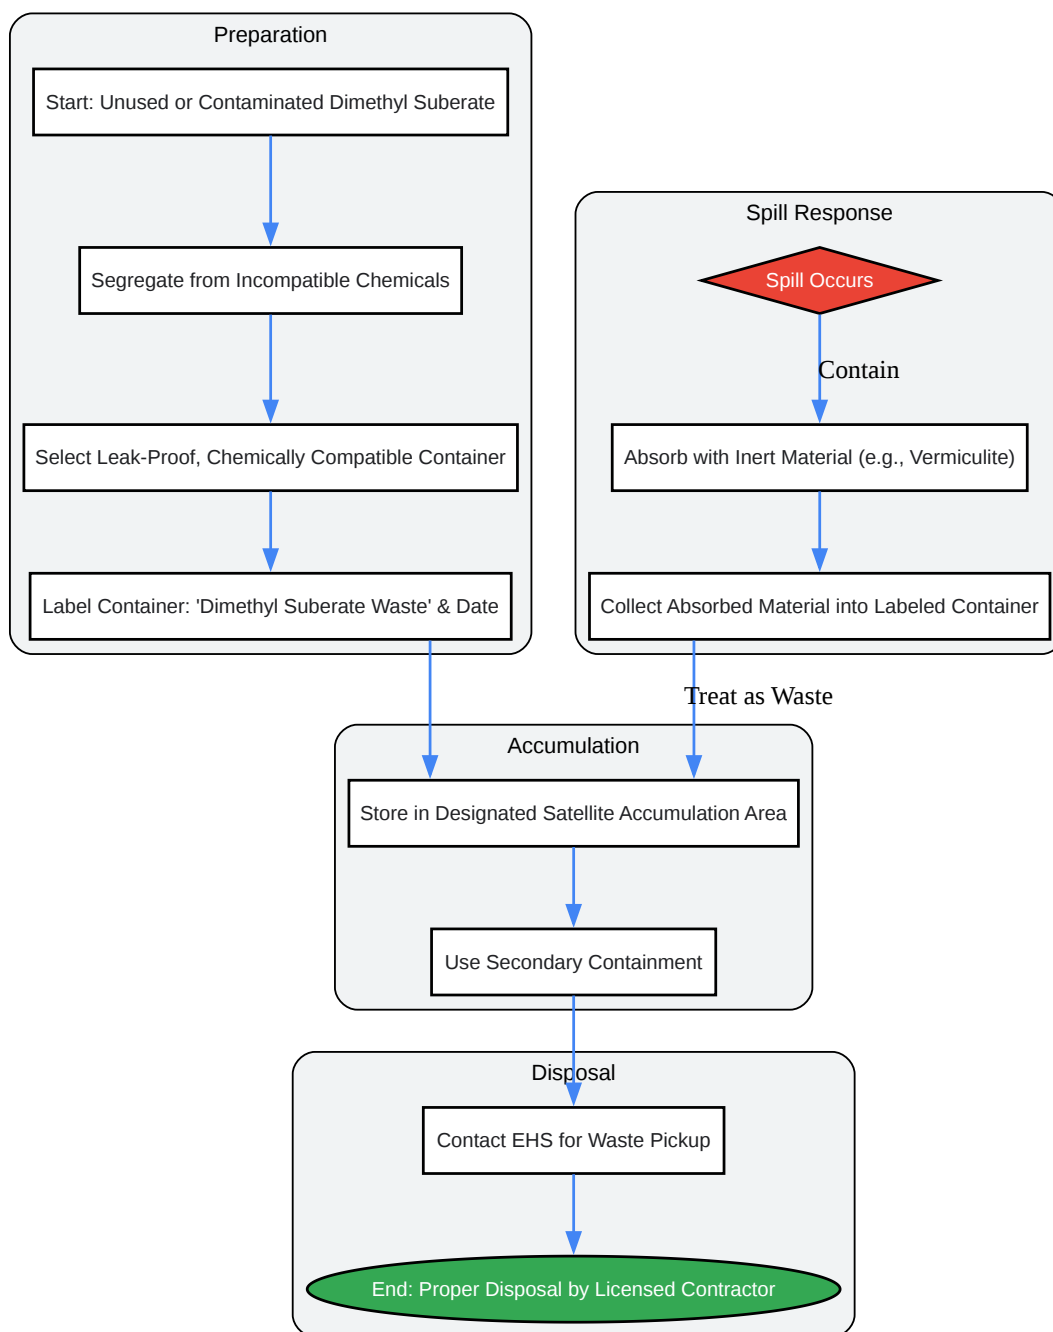 Preparation
Start: Unused or Contaminated Dimethyl Suberate
Segregate from Incompatible Chemicals
Select Leak-Proof, Chemically Compatible Container
Label Container: 'Dimethyl Suberate Waste' & Date
Spill Response
Spill Occurs
Contain
Absorb with Inert Material (e.g., Vermiculite)
Collect Absorbed Material into Labeled Container
Treat as Waste
Accumulation
Store in Designated Satellite Accumulation Area
Use Secondary Containment
Disposal
Contact EHS for Waste Pickup
End: Proper Disposal by Licensed Contractor